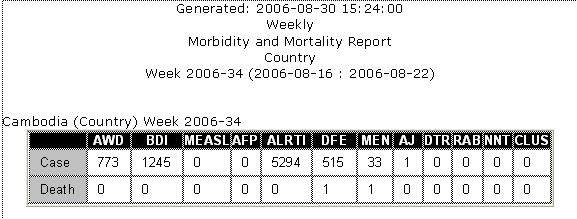 Generated: 2006-08-30 15:24:00
Weekly
Morbidity and Mortality Report
Country
Week 2006-34 (2006-08-16 : 2006-08-22)
Cambodia (Country) Week 2006-34
AWD BDI MEASL AFP ALRTI DFE MEN AJ DTR RAB NNT CLUS
Case 773 1245 0 0 5294 515 33 1 0 0 0 0
Death 0 0 0 0 0 1 1 0 0 0 0 0